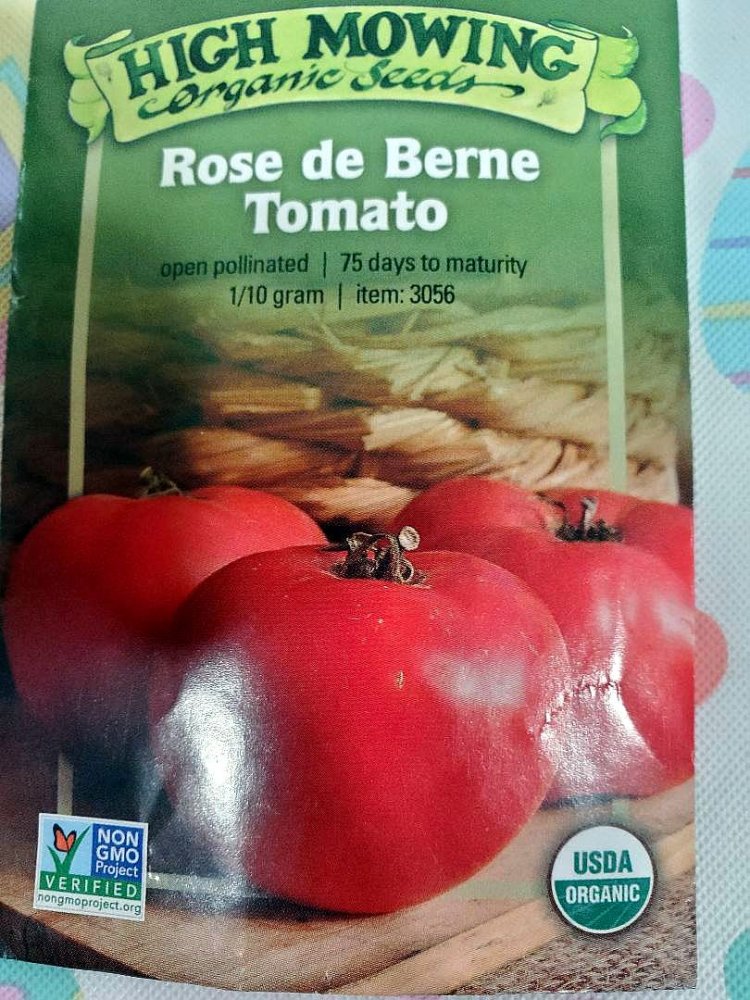 HIGH MOWING
Organic Seeds
Rose de Berne
Tomato
open pollinated | 75 days to maturity
1/10 gram | item: 3056
NON
GMO
Project
VERIFIED
nongmoproject.org
USDA
ORGANIC